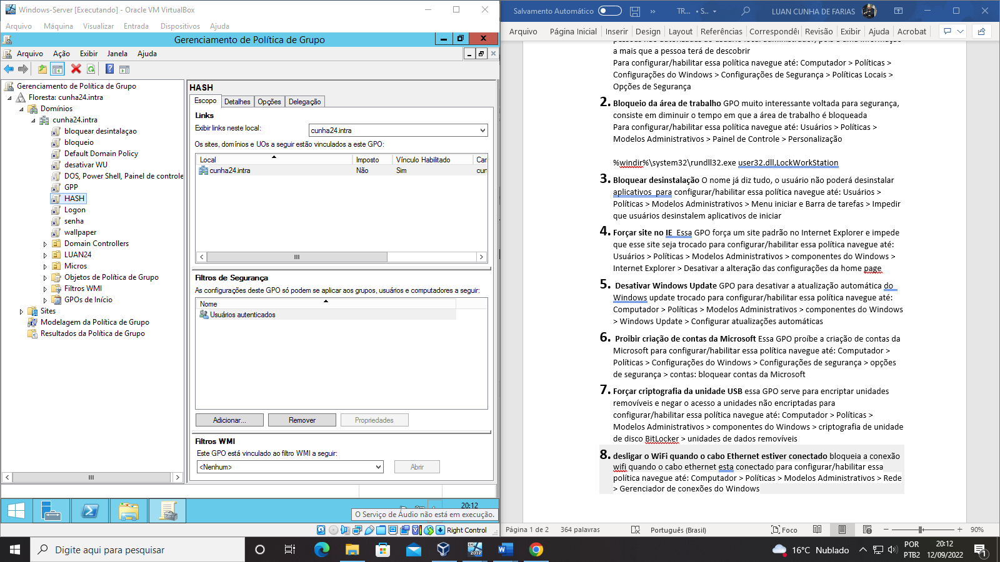 Windows-Server [Executando] - Oracle VM VirtualBox
Arquivo Máquina Visualizar Entrada Dispositivos Ajuda
Gerenciamento de Política de Grupo
Arquivo Ação Exibir Janela Ajuda
Gerenciamento de Política de Grupo
Floresta: cunha24.intra
Domínios
cunha24.intra
bloquear desintalaçao
bloqueio
Default Domain Policy
desativar WU
DOS, Power Shell, Painel de controle
GPP
HASH
Logon
senha
wallpaper
Domain Controllers
LUAN24
Micros
Objetos de Política de Grupo
Filtros WMI
GPOs de Início
Sites
Modelagem da Política de Grupo
Resultados da Política de Grupo
HASH
Escopo Detalhes Opções Delegação
Links
Exibir links neste local: cunha24.intra
Os sites, domínios e UOs a seguir estão vinculados a este GPO:
Local Imposto Vínculo Habilitado Car
cunha24.intra Não Sim cun
Filtros de Segurança
As configurações deste GPO só podem se aplicar aos grupos, usuários e computadores a seguir:
Nome
Usuários autenticados
Adicionar... Remover Propriedades
Filtros WMI
Este GPO está vinculado ao filtro WMI a seguir:
<Nenhum> Abrir
20:12
O Serviço de Áudio não está em execução.
Right Control
Salvamento Automático TR... • S... LUAN CUNHA DE FARIAS
Arquivo Página Inicial Inserir Design Layout Referências Correspondêi Revisão Exibir Ajuda Acrobat
a mais que a pessoa terá de descobrir
Para configurar/habilitar essa política navegue até: Computador > Políticas >
Configurações do Windows > Configurações de Segurança > Políticas Locais >
Opções de Segurança
2. Bloqueio da área de trabalho GPO muito interessante voltada para segurança,
consiste em diminuir o tempo em que a área de trabalho é bloqueada
Para configurar/habilitar essa política navegue até: Usuários > Políticas >
Modelos Administrativos > Painel de Controle > Personalização
%windir%\system32\rundll32.exe user32.dll,LockWorkStation
3. Bloquear desinstalação O nome já diz tudo, o usuário não poderá desinstalar
aplicativos para configurar/habilitar essa política navegue até: Usuários >
Políticas > Modelos Administrativos > Menu iniciar e Barra de tarefas > Impedir
que usuários desinstalem aplicativos de iniciar
4. Forçar site no IE Essa GPO força um site padrão no Internet Explorer e impede
que esse site seja trocado para configurar/habilitar essa política navegue até:
Usuários > Políticas > Modelos Administrativos > componentes do Windows >
Internet Explorer > Desativar a alteração das configurações da home page
5. Desativar Windows Update GPO para desativar a atualização automática do
Windows update trocado para configurar/habilitar essa política navegue até:
Computador > Políticas > Modelos Administrativos > componentes do Windows
> Windows Update > Configurar atualizações automáticas
6. Proibir criação de contas da Microsoft Essa GPO proíbe a criação de contas da
Microsoft para configurar/habilitar essa política navegue até: Computador >
Políticas > Configurações do Windows > Configurações de segurança > opções
de segurança > contas: bloquear contas da Microsoft
7. Forçar criptografia da unidade USB essa GPO serve para encriptar unidades
removíveis e negar o acesso a unidades não encriptadas para
configurar/habilitar essa política navegue até: Computador > Políticas >
Modelos Administrativos > componentes do Windows > criptografia de unidade
de disco BitLocker > unidades de dados removíveis
8. desligar o WiFi quando o cabo Ethernet estiver conectado bloqueia a conexão
wifi quando o cabo ethernet esta conectado para configurar/habilitar essa
política navegue até: Computador > Políticas > Modelos Administrativos > Rede
> Gerenciador de conexões do Windows
Página 1 de 2 364 palavras Português (Brasil) Foco 90%
Digite aqui para pesquisar
16°C Nublado
POR
PTB2
20:12
12/09/2022
1